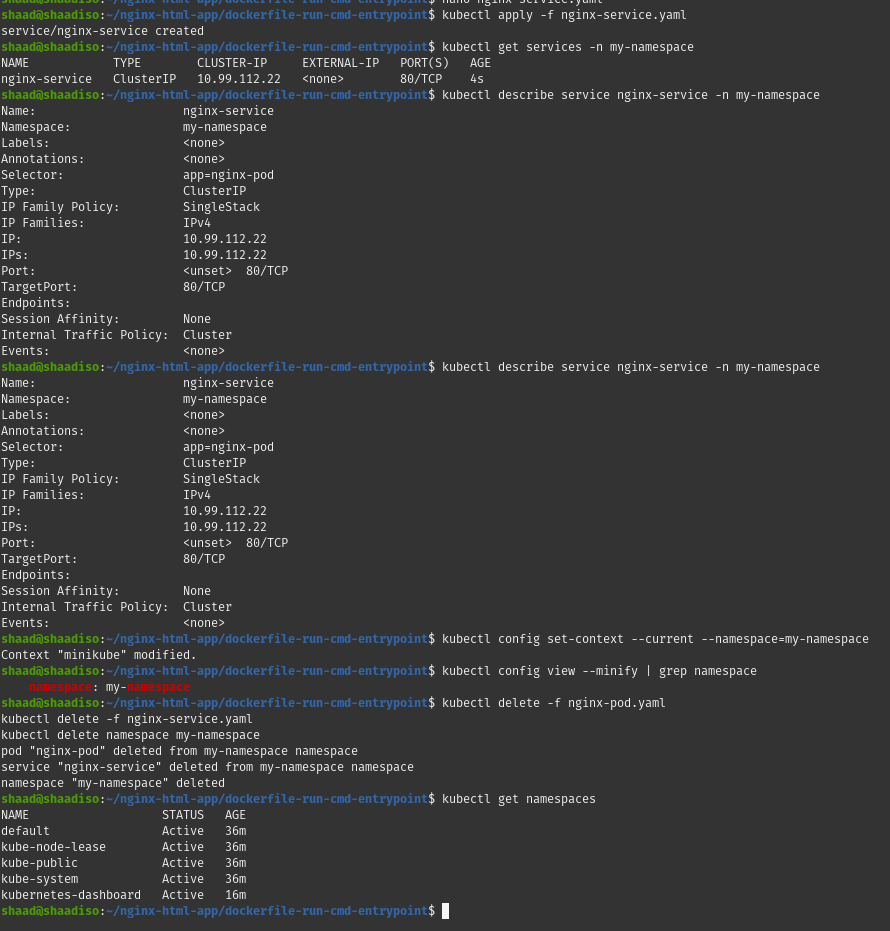 nano nginx-service.yaml
shaad@shaadiso:~/nginx-html-app/dockerfile-run-cmd-entrypoint$ kubectl apply -f nginx-service.yaml
service/nginx-service created
shaad@shaadiso:~/nginx-html-app/dockerfile-run-cmd-entrypoint$ kubectl get services -n my-namespace
NAME            TYPE        CLUSTER-IP     EXTERNAL-IP   PORT(S)   AGE
nginx-service   ClusterIP   10.99.112.22   <none>        80/TCP    4s
shaad@shaadiso:~/nginx-html-app/dockerfile-run-cmd-entrypoint$ kubectl describe service nginx-service -n my-namespace
Name:                     nginx-service
Namespace:                my-namespace
Labels:                   <none>
Annotations:              <none>
Selector:                 app=nginx-pod
Type:                     ClusterIP
IP Family Policy:         SingleStack
IP Families:              IPv4
IP:                       10.99.112.22
IPs:                      10.99.112.22
Port:                     <unset>  80/TCP
TargetPort:               80/TCP
Endpoints:
Session Affinity:         None
Internal Traffic Policy:  Cluster
Events:                   <none>
shaad@shaadiso:~/nginx-html-app/dockerfile-run-cmd-entrypoint$ kubectl describe service nginx-service -n my-namespace
Name:                     nginx-service
Namespace:                my-namespace
Labels:                   <none>
Annotations:              <none>
Selector:                 app=nginx-pod
Type:                     ClusterIP
IP Family Policy:         SingleStack
IP Families:              IPv4
IP:                       10.99.112.22
IPs:                      10.99.112.22
Port:                     <unset>  80/TCP
TargetPort:               80/TCP
Endpoints:
Session Affinity:         None
Internal Traffic Policy:  Cluster
Events:                   <none>
shaad@shaadiso:~/nginx-html-app/dockerfile-run-cmd-entrypoint$ kubectl config set-context --current --namespace=my-namespace
Context "minikube" modified.
shaad@shaadiso:~/nginx-html-app/dockerfile-run-cmd-entrypoint$ kubectl config view --minify | grep namespace
    namespace: my-namespace
shaad@shaadiso:~/nginx-html-app/dockerfile-run-cmd-entrypoint$ kubectl delete -f nginx-pod.yaml
kubectl delete -f nginx-service.yaml
kubectl delete namespace my-namespace
pod "nginx-pod" deleted from my-namespace namespace
service "nginx-service" deleted from my-namespace namespace
namespace "my-namespace" deleted
shaad@shaadiso:~/nginx-html-app/dockerfile-run-cmd-entrypoint$ kubectl get namespaces
NAME                   STATUS   AGE
default                Active   36m
kube-node-lease        Active   36m
kube-public            Active   36m
kube-system            Active   36m
kubernetes-dashboard   Active   16m
shaad@shaadiso:~/nginx-html-app/dockerfile-run-cmd-entrypoint$